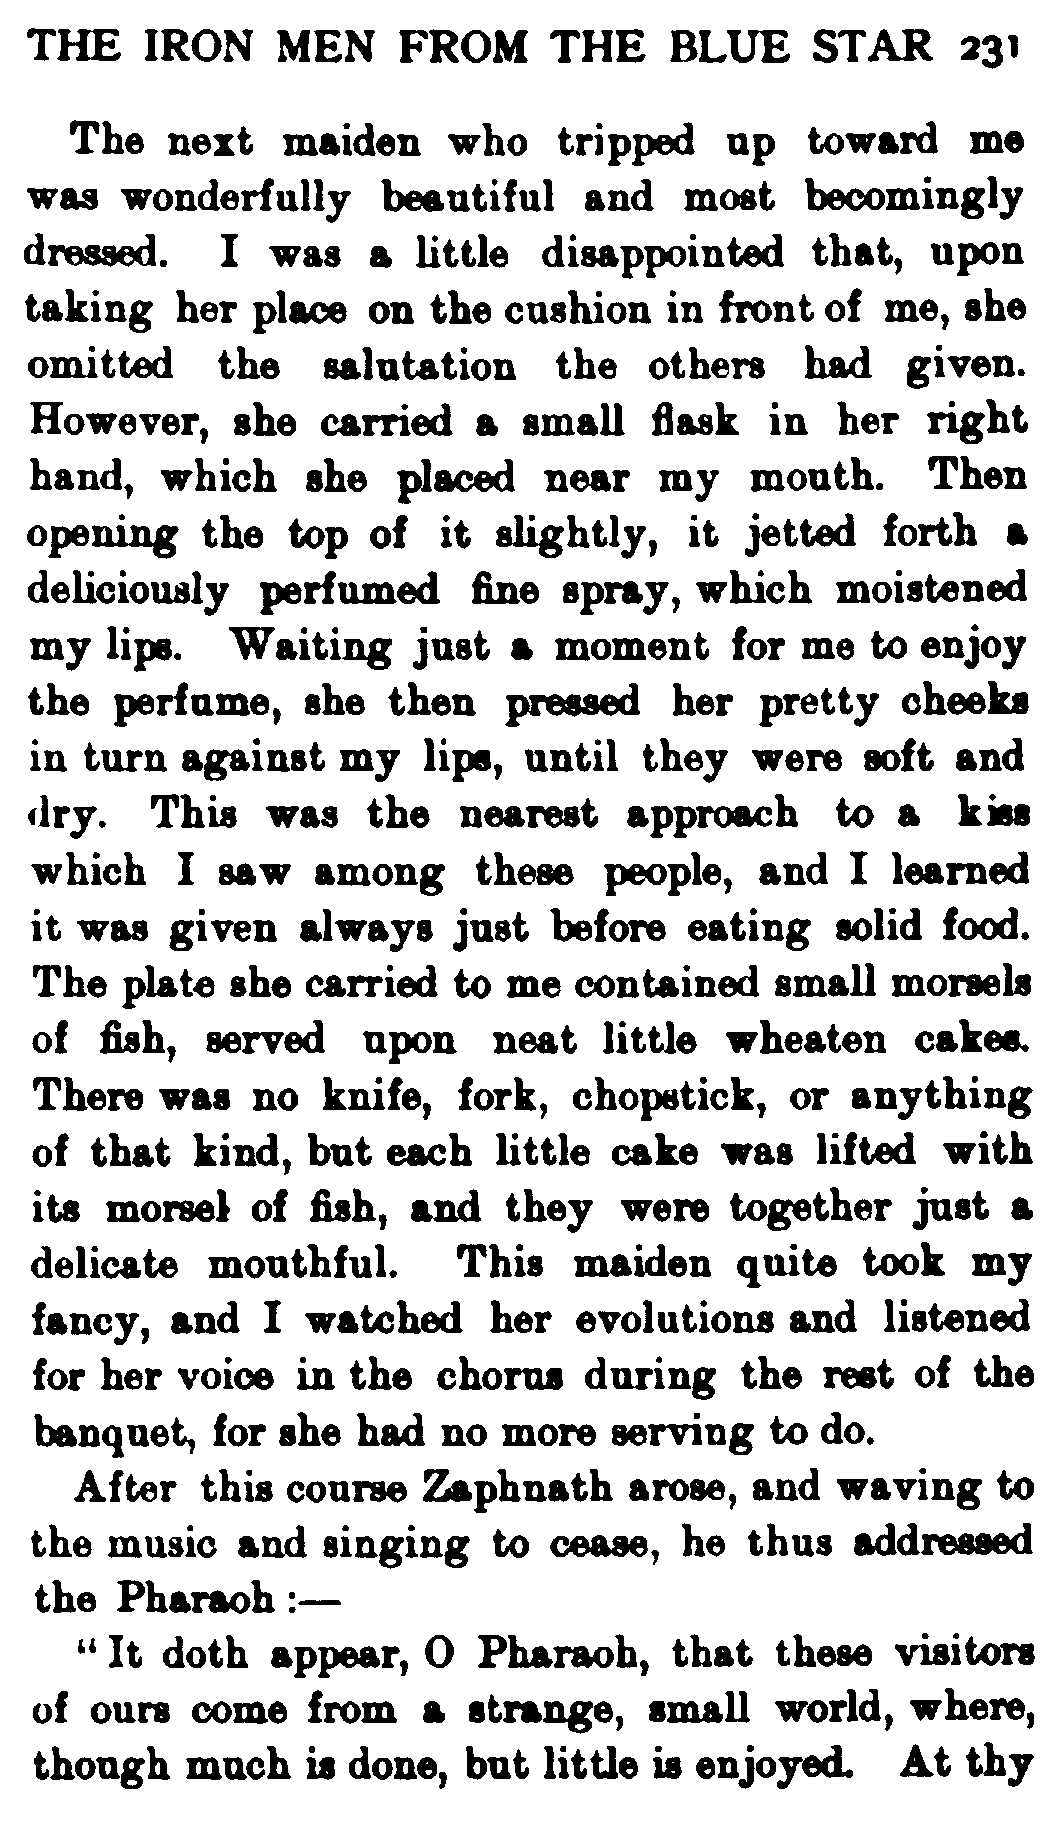 THE IRON MEN FROM THE BLUE STAR 231
The next maiden who tripped up toward me
was wonderfully beautiful and most becomingly
dressed. I was a little disappointed that, upon
taking her place on the cushion in front of me, she
omitted the salutation the others had given.
However, she carried a small flask in her right
hand, which she placed near my mouth. Then
opening the top of it slightly, it jetted forth a
deliciously perfumed fine spray, which moistened
my lips. Waiting just a moment for me to enjoy
the perfume, she then pressed her pretty cheeks
in turn against my lips, until they were soft and
dry. This was the nearest approach to a kiss
which I saw among these people, and I learned
it was given always just before eating solid food.
The plate she carried to me contained small morsels
of fish, served upon neat little wheaten cakes.
There was no knife, fork, chopstick, or anything
of that kind, but each little cake was lifted with
its morsel of fish, and they were together just a
delicate mouthful. This maiden quite took my
fancy, and I watched her evolutions and listened
for her voice in the chorus during the rest of the
banquet, for she had no more serving to do.
After this course Zaphnath arose, and waving to
the music and singing to cease, he thus addressed
the Pharaoh :—
“ It doth appear, O Pharaoh, that these visitors
of ours come from a strange, small world, where,
though much is done, but little is enjoyed. At thy